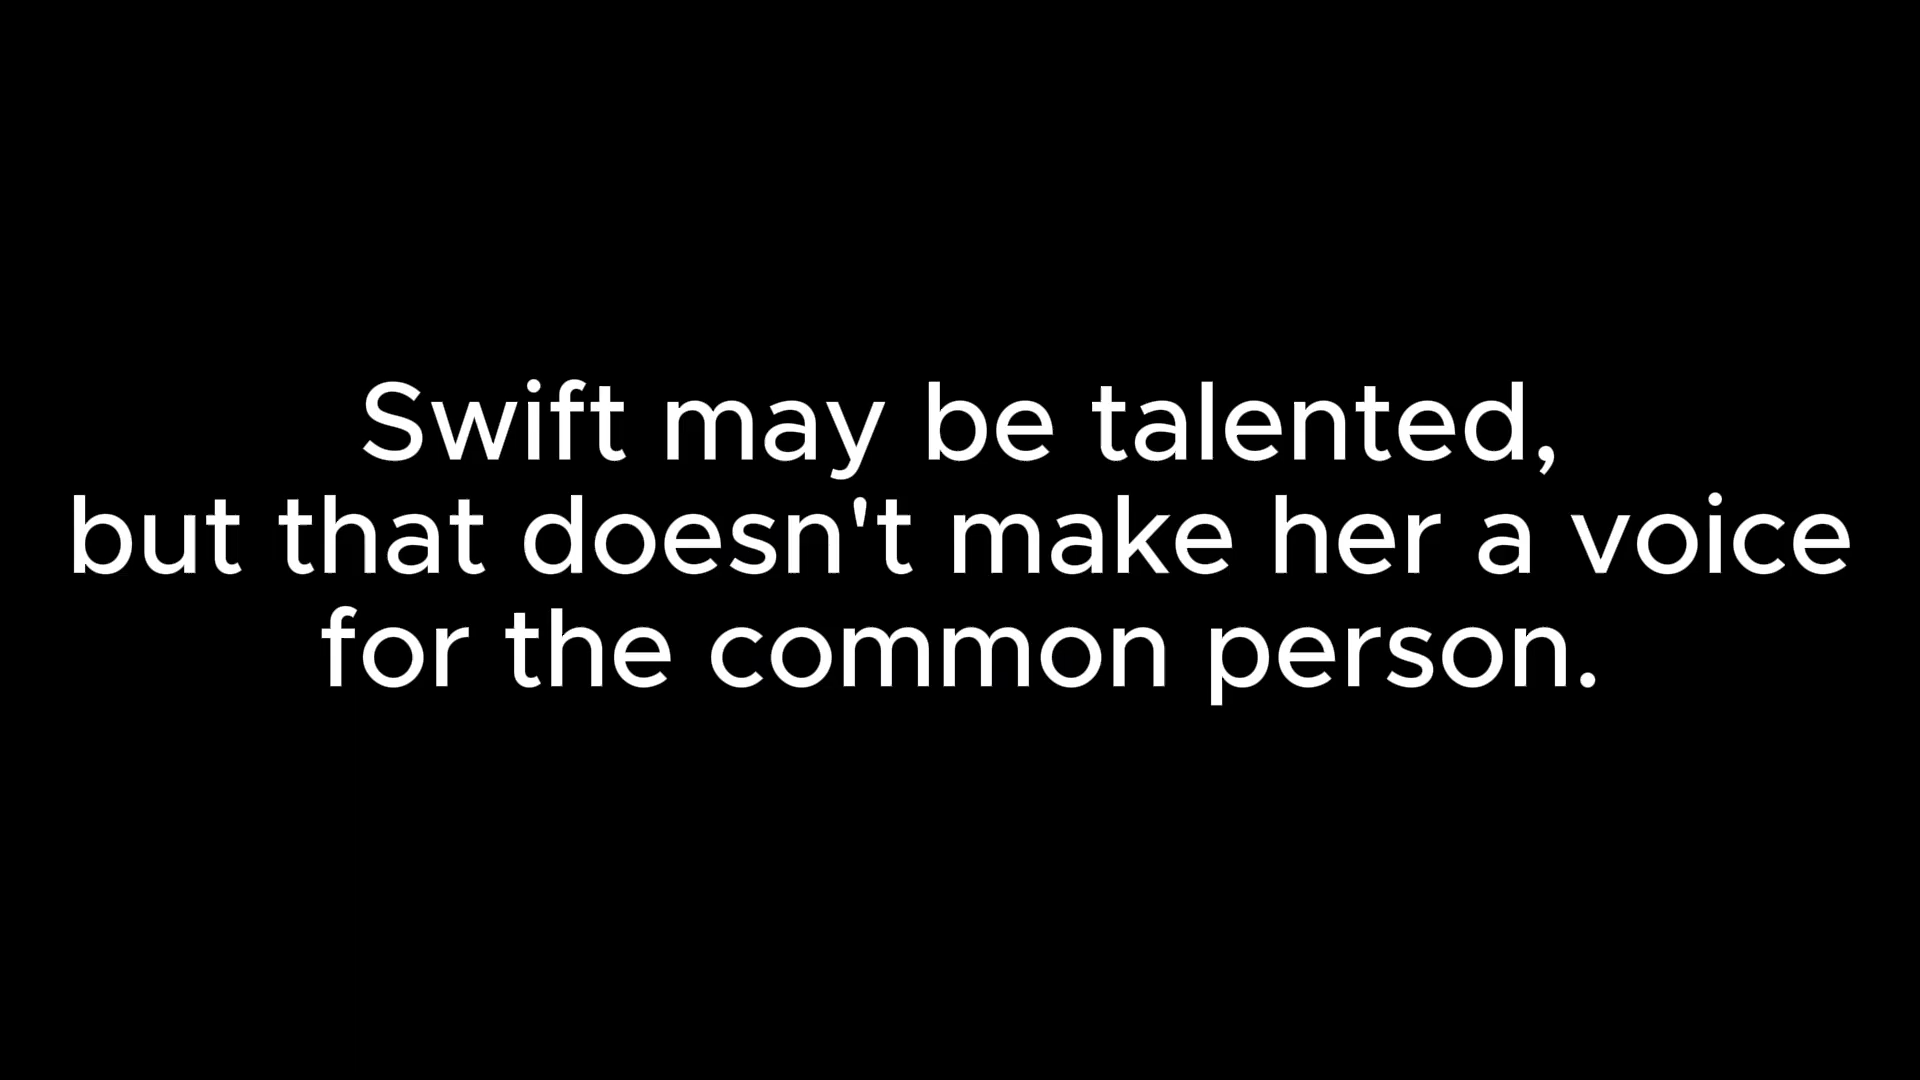 Swift may be talented,
but that doesn't make her a voice
for the common person.